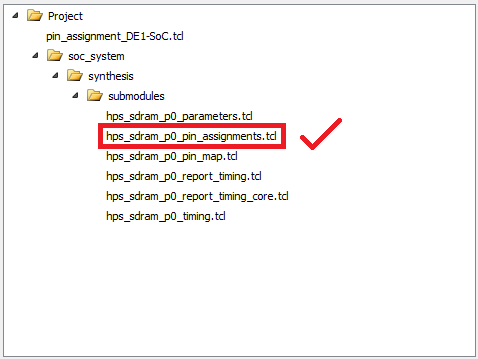 Project
pin_assignment_DE1-SoC.tcl
soc_system
synthesis
submodules
hps_sdram_p0_parameters.tcl
hps_sdram_p0_pin_assignments.tcl
hps_sdram_p0_pin_map.tcl
hps_sdram_p0_report_timing.tcl
hps_sdram_p0_report_timing_core.tcl
hps_sdram_p0_timing.tcl